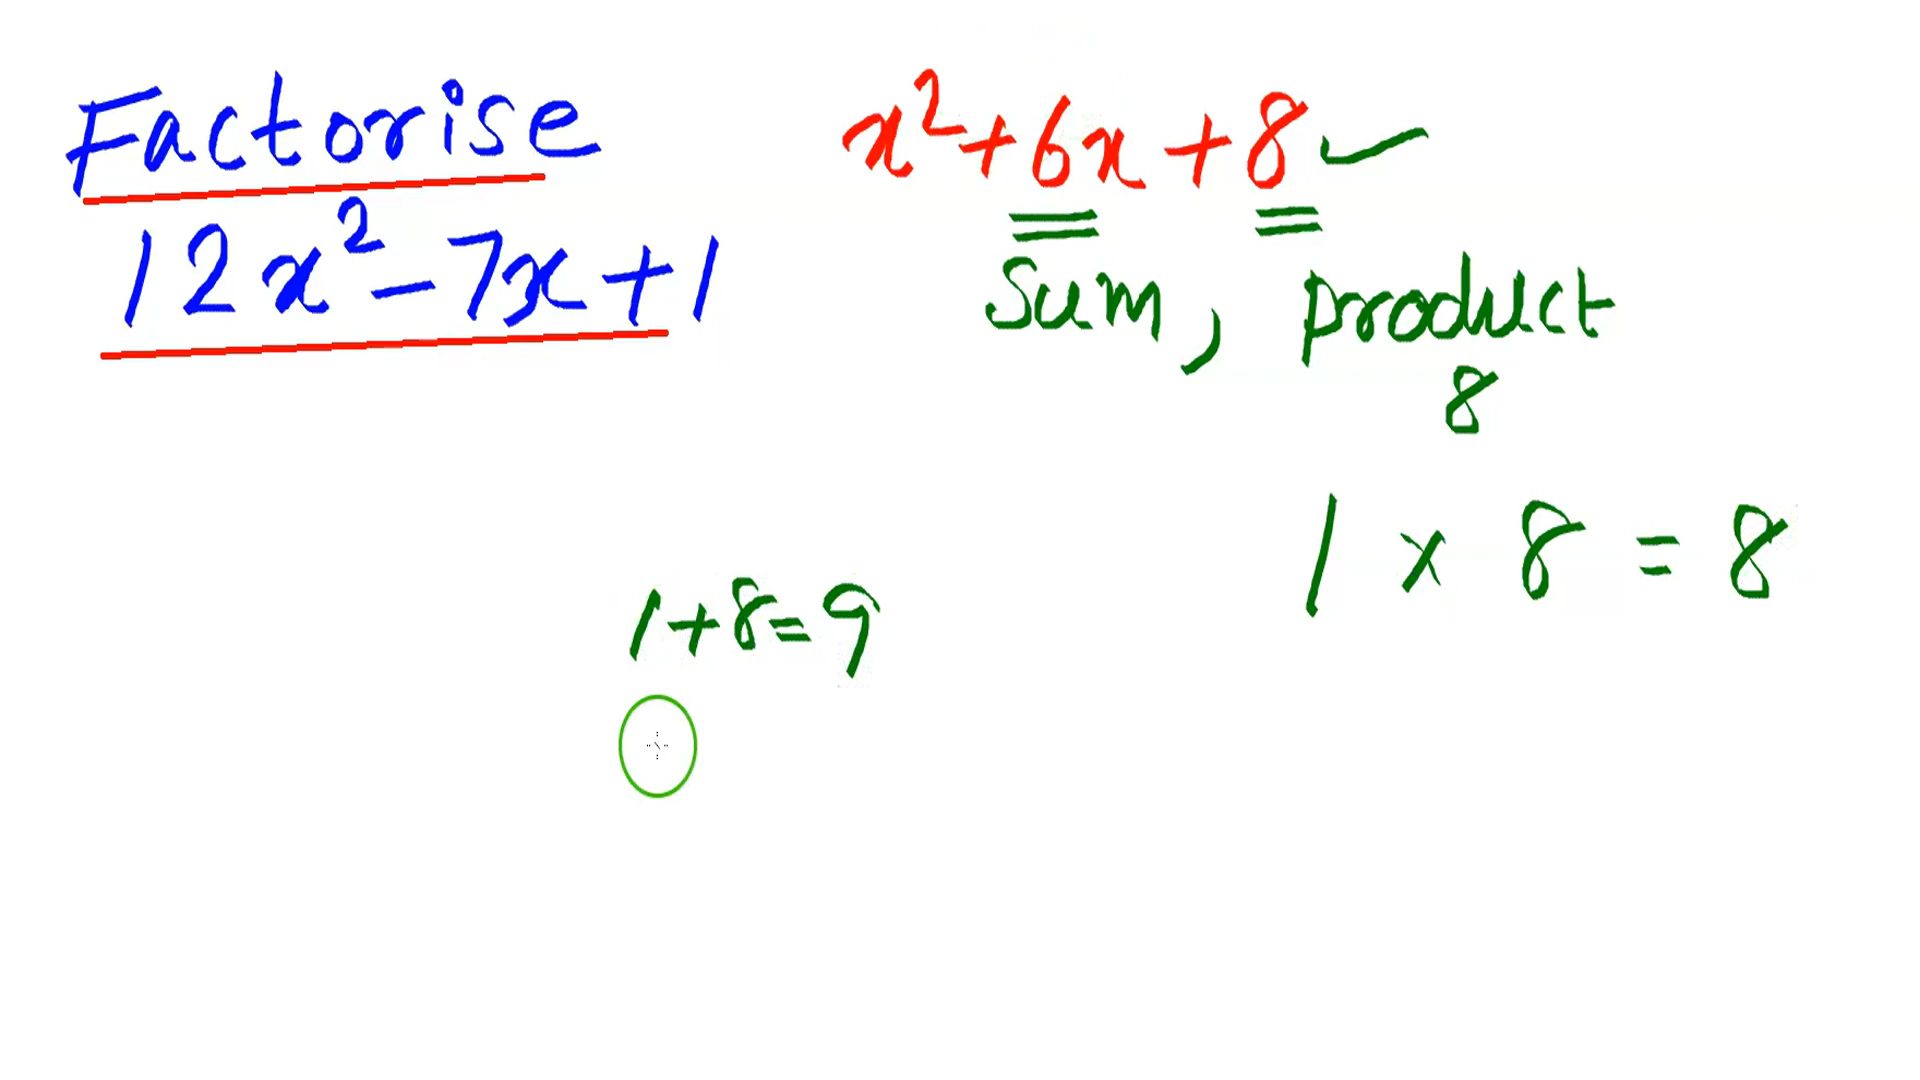 Factorise
12x² - 7x + 1
x² + 6x + 8 ✓
Sum, product
8
1 × 8 = 8
1+8=9